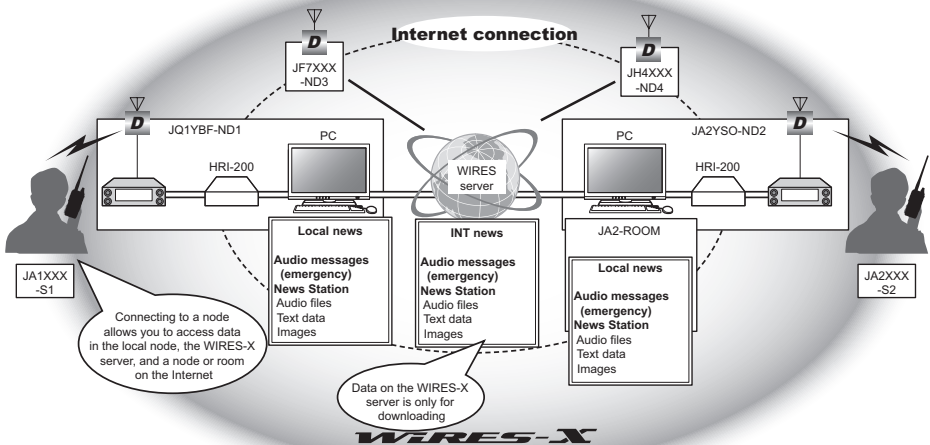 Internet connection
D
JF7XXX
-ND3
D
JH4XXX
-ND4
D
JQ1YBF-ND1
PC
HRI-200
WIRES
server
PC
JA2YSO-ND2
HRI-200
D
JA1XXX
-S1
JA2XXX
-S2
Local news
Audio messages
(emergency)
News Station
Audio files
Text data
Images
INT news
Audio messages
(emergency)
News Station
Audio files
Text data
Images
JA2-ROOM
Local news
Audio messages
(emergency)
News Station
Audio files
Text data
Images
Connecting to a node
allows you to access data
in the local node, the WIRES-X
server, and a node or room
on the Internet
Data on the WIRES-X
server is only for
downloading
WIRES-X